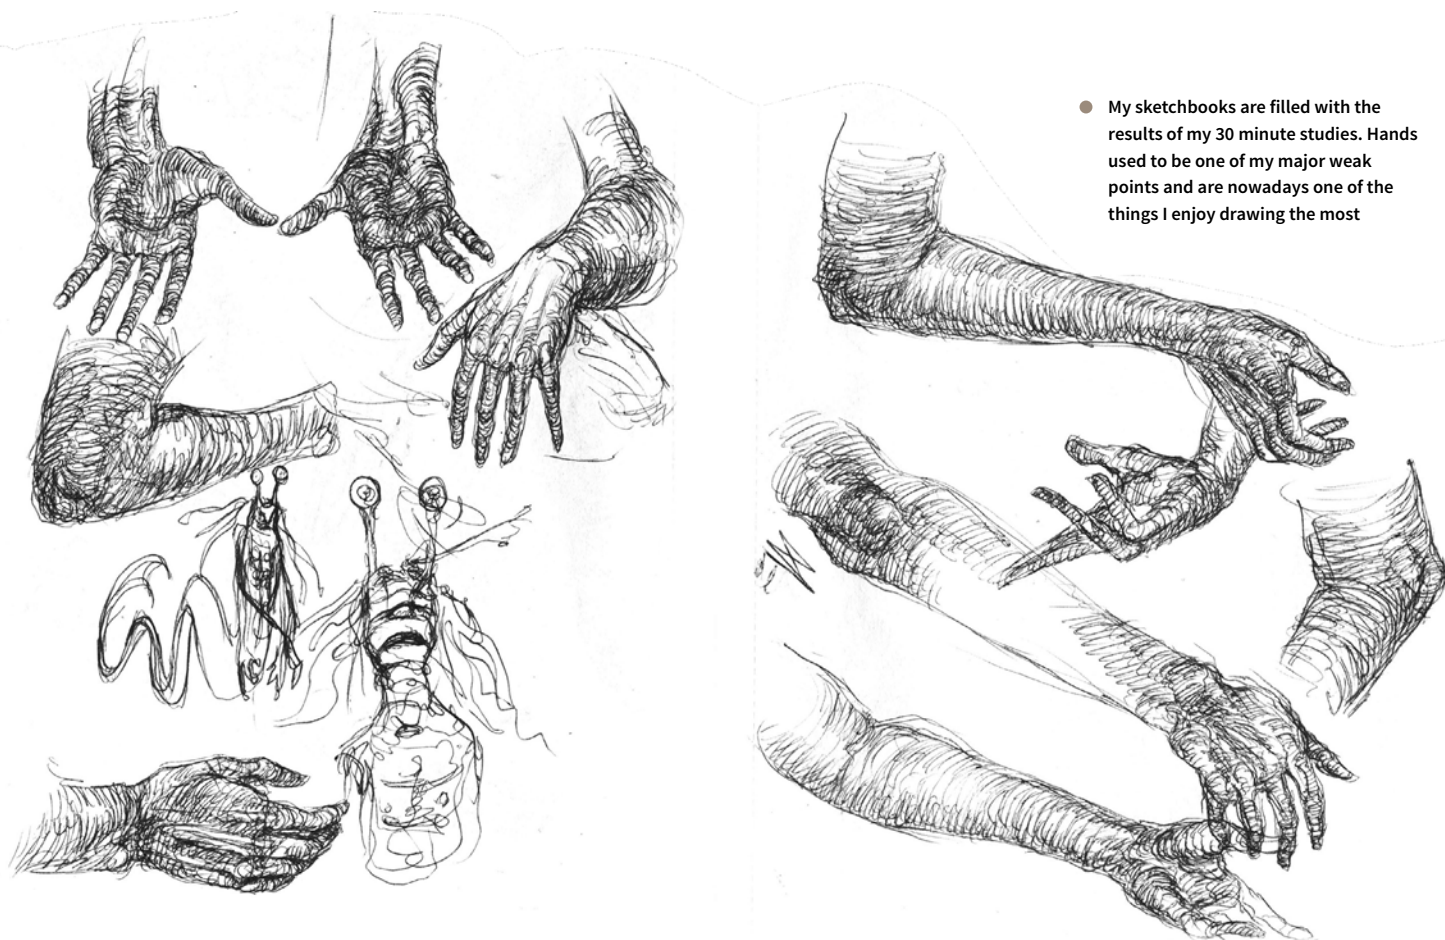 My sketchbooks are filled with the
results of my 30 minute studies. Hands
used to be one of my major weak
points and are nowadays one of the
things I enjoy drawing the most